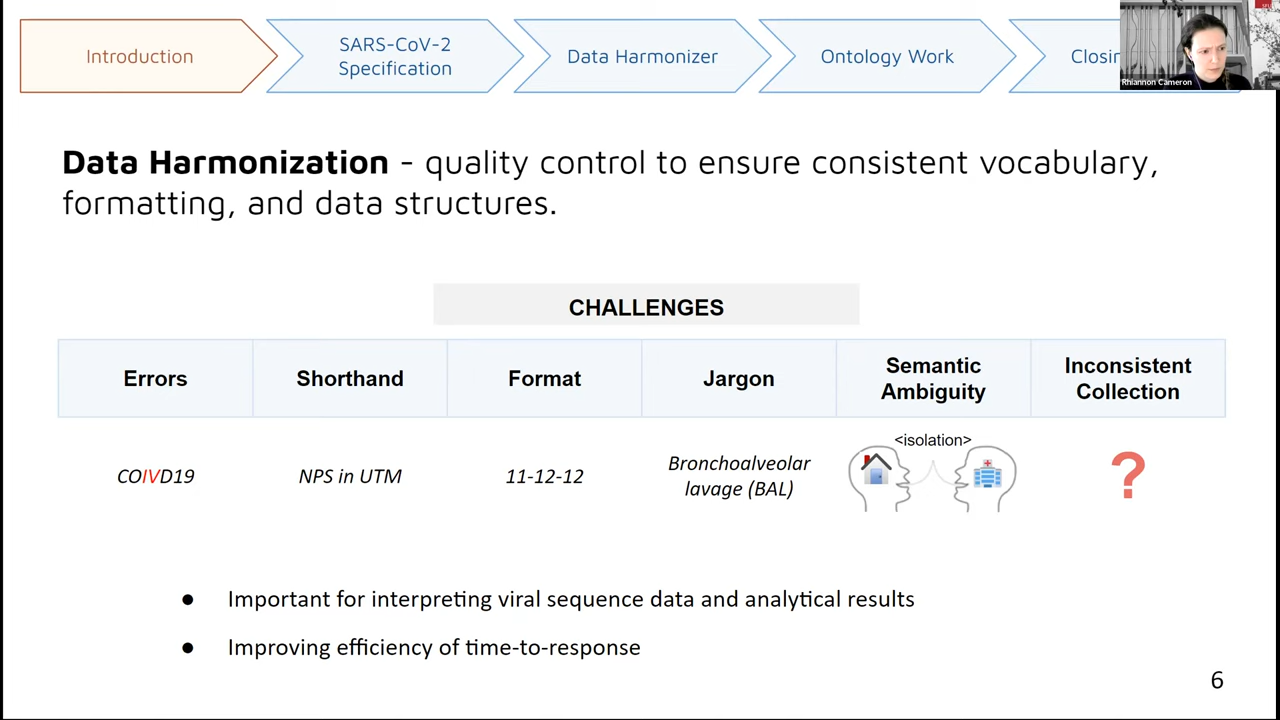 Introduction
SARS-CoV-2
Specification
Data Harmonizer
Ontology Work
Rhiannon Cameron
Data Harmonization - quality control to ensure consistent vocabulary,
formatting, and data structures.
CHALLENGES
Errors
Shorthand
Format
Jargon
Semantic
Ambiguity
Inconsistent
Collection
COIVD19
NPS in UTM
11-12-12
Bronchoalveolar
lavage (BAL)
<isolation>
?
● Important for interpreting viral sequence data and analytical results
● Improving efficiency of time-to-response
6